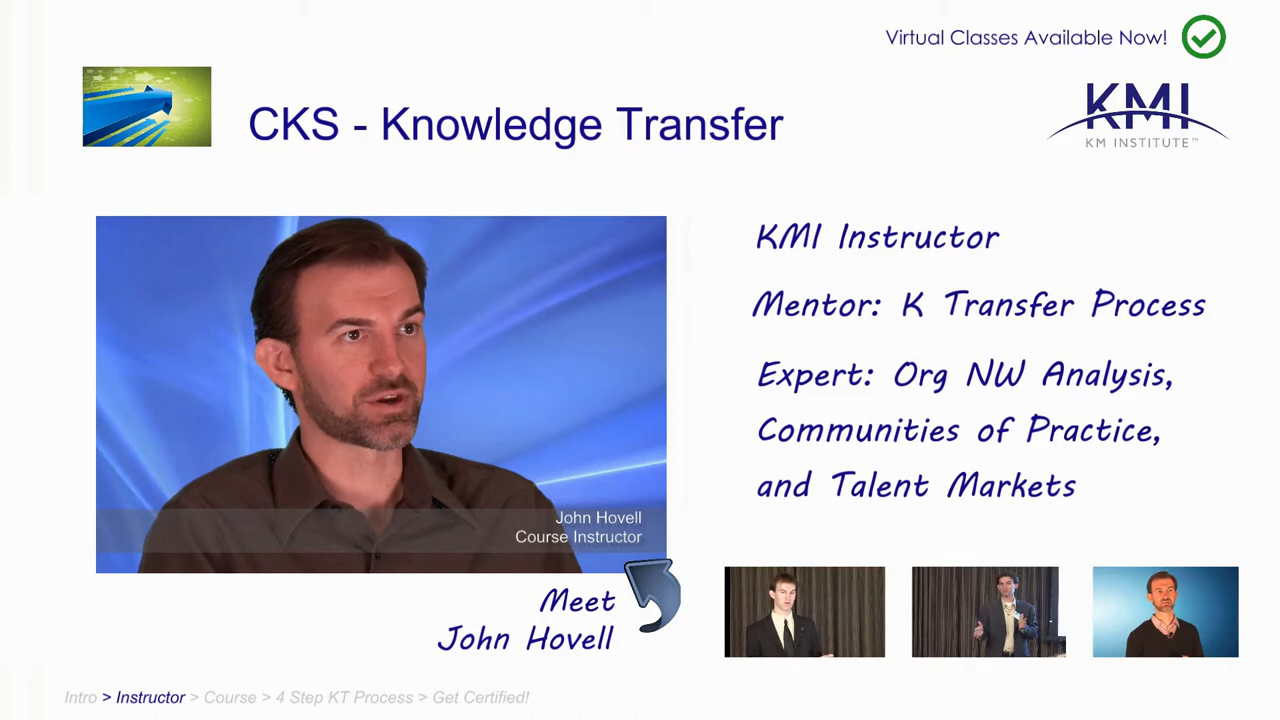 Virtual Classes Available Now!
CKS - Knowledge Transfer
KMI
KM INSTITUTE™
KMI Instructor
Mentor: K Transfer Process
Expert: Org NW Analysis,
Communities of Practice,
and Talent Markets
John Hovell
Course Instructor
Meet
John Hovell
Intro > Instructor > Course > 4 Step KT Process > Get Certified!